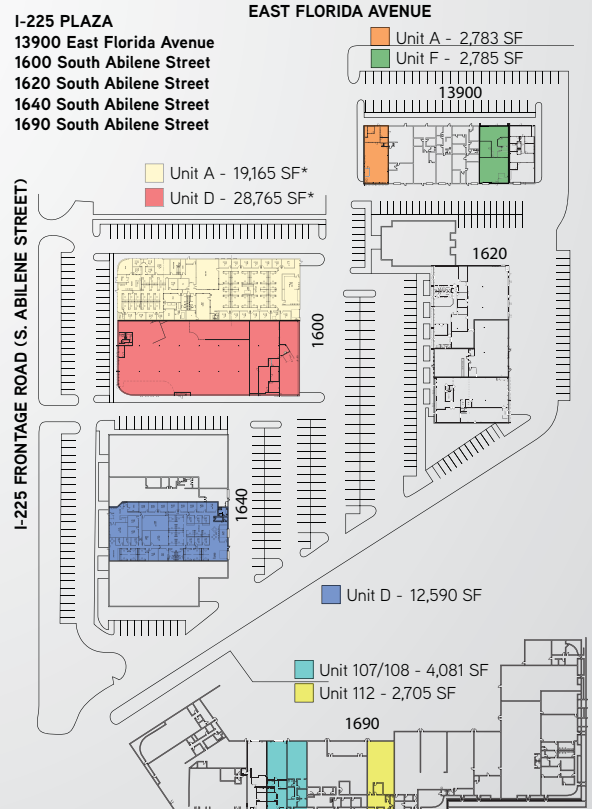 EAST FLORIDA AVENUE
I-225 PLAZA
13900 East Florida Avenue
1600 South Abilene Street
1620 South Abilene Street
1640 South Abilene Street
1690 South Abilene Street
Unit A - 2,783 SF
Unit F - 2,785 SF
13900
Unit A - 19,165 SF*
Unit D - 28,765 SF*
I-225 FRONTAGE ROAD (S. ABILENE STREET)
1620
1600
1640
Unit D - 12,590 SF
Unit 107/108 - 4,081 SF
Unit 112 - 2,705 SF
1690